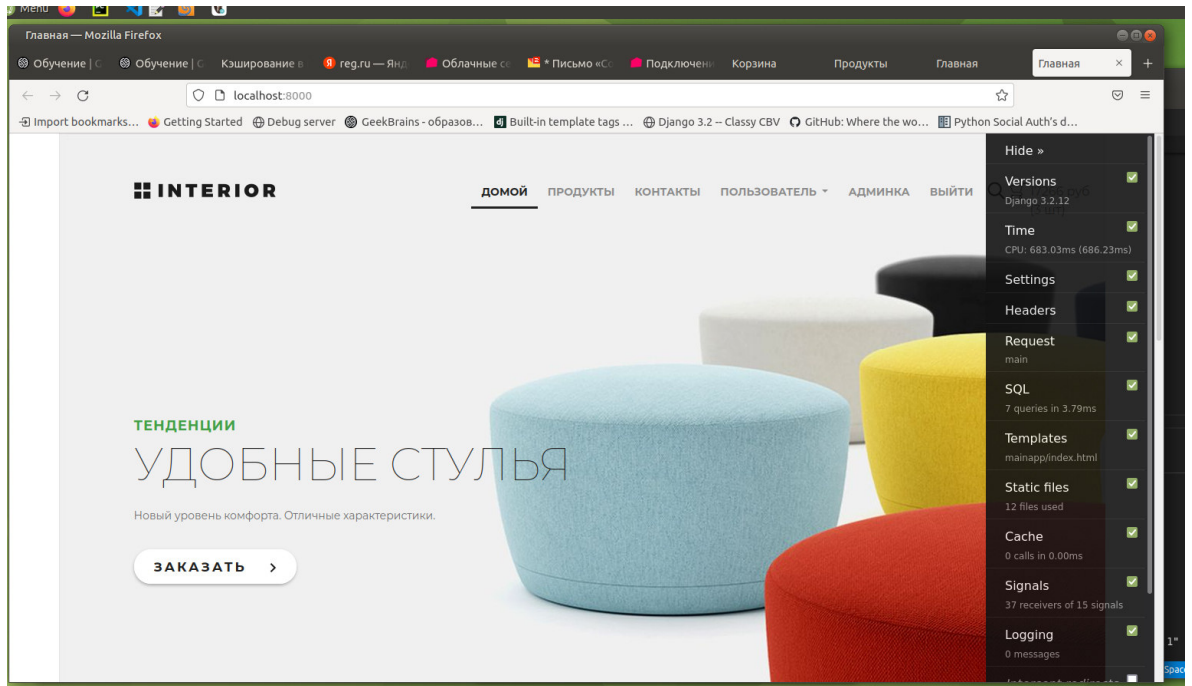 Menu
Главная — Mozilla Firefox
Обучение | G Обучение | G Кэширование в reg.ru — Янд Облачные се * Письмо «Со Подключени Корзина Продукты Главная Главная
localhost:8000
Import bookmarks... Getting Started Debug server GeekBrains - образов... Built-in template tags ... Django 3.2 -- Classy CBV GitHub: Where the wo... Python Social Auth's d...
INTERIOR
ДОМОЙ ПРОДУКТЫ КОНТАКТЫ ПОЛЬЗОВАТЕЛЬ АДМИНКА ВЫЙТИ
ТЕНДЕНЦИИ
УДОБНЫЕ СТУЛЬЯ
Новый уровень комфорта. Отличные характеристики.
ЗАКАЗАТЬ >
Hide »
Versions
Django 3.2.12
Time
CPU: 683.03ms (686.23ms)
Settings
Headers
Request
main
SQL
7 queries in 3.79ms
Templates
mainapp/index.html
Static files
12 files used
Cache
0 calls in 0.00ms
Signals
37 receivers of 15 signals
Logging
0 messages
Intercept redirects
1"
Spac